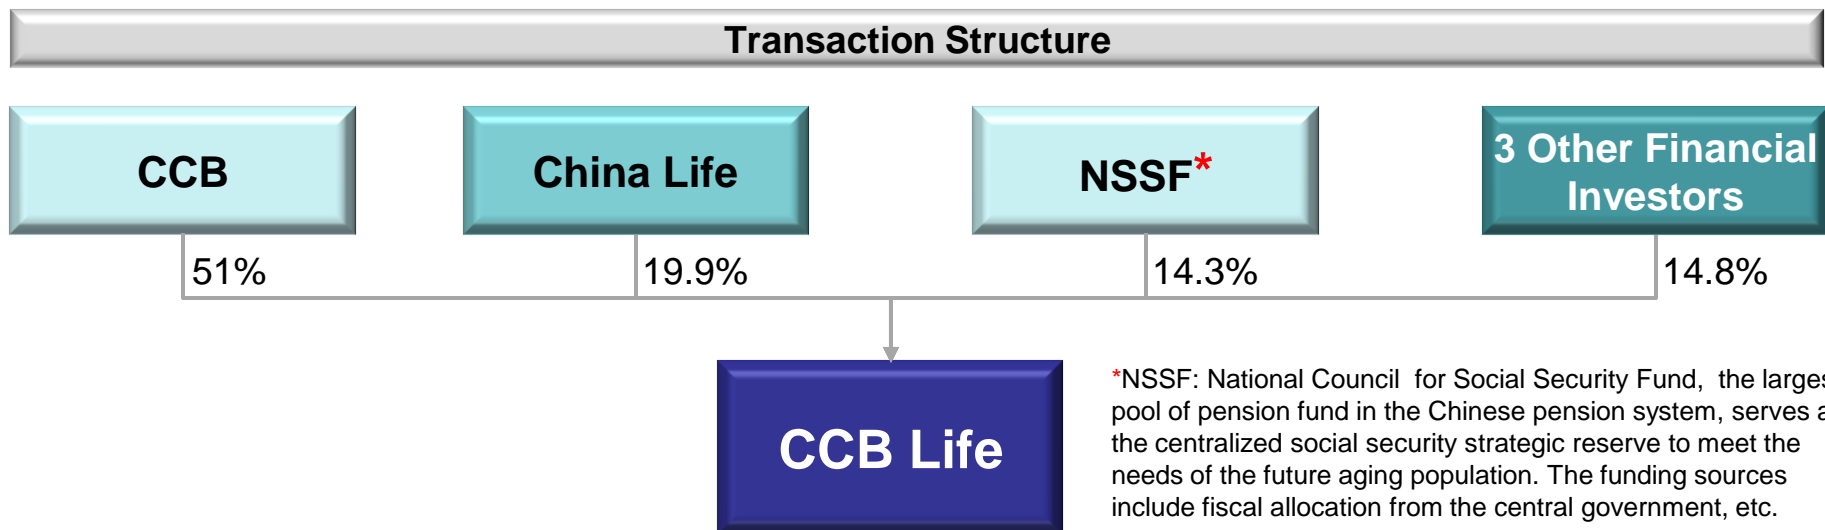 Transaction Structure
CCB
China Life
NSSF*
3 Other Financial
Investors
51%
19.9%
14.3%
14.8%
CCB Life
*NSSF: National Council for Social Security Fund, the larges
pool of pension fund in the Chinese pension system, serves a
the centralized social security strategic reserve to meet the
needs of the future aging population. The funding sources
include fiscal allocation from the central government, etc.